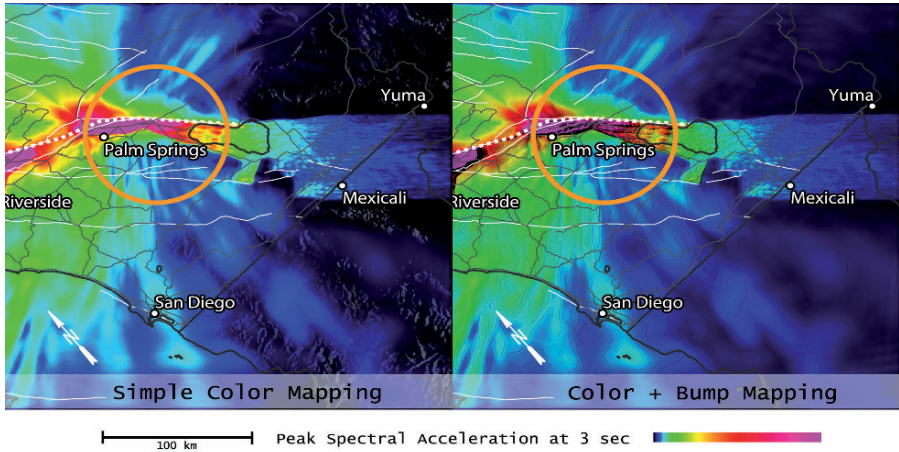 Yuma
Palm Springs
Riverside
Mexicali
San Diego
N
Simple Color Mapping
Yuma
Palm Springs
Riverside
Mexicali
San Diego
N
Color + Bump Mapping
100 km
Peak Spectral Acceleration at 3 sec